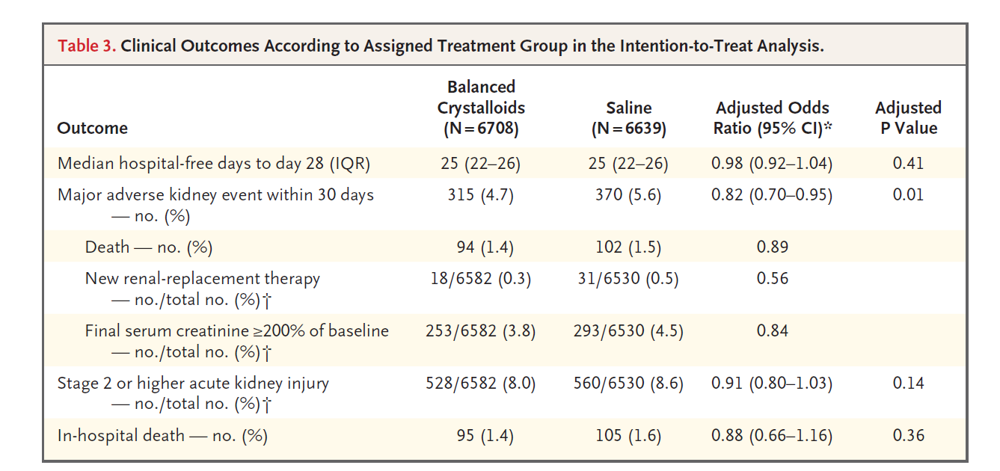 Table 3. Clinical Outcomes According to Assigned Treatment Group in the Intention-to-Treat Analysis.
Outcome Balanced Crystalloids (N=6708) Saline (N=6639) Adjusted Odds Ratio (95% CI)* Adjusted P Value
Median hospital-free days to day 28 (IQR) 25 (22–26) 25 (22–26) 0.98 (0.92–1.04) 0.41
Major adverse kidney event within 30 days 315 (4.7) 370 (5.6) 0.82 (0.70–0.95) 0.01
— no. (%)
Death — no. (%) 94 (1.4) 102 (1.5) 0.89
New renal-replacement therapy 18/6582 (0.3) 31/6530 (0.5) 0.56
— no./total no. (%)†
Final serum creatinine ≥200% of baseline 253/6582 (3.8) 293/6530 (4.5) 0.84
— no./total no. (%)†
Stage 2 or higher acute kidney injury 528/6582 (8.0) 560/6530 (8.6) 0.91 (0.80–1.03) 0.14
— no./total no. (%)†
In-hospital death — no. (%) 95 (1.4) 105 (1.6) 0.88 (0.66–1.16) 0.36